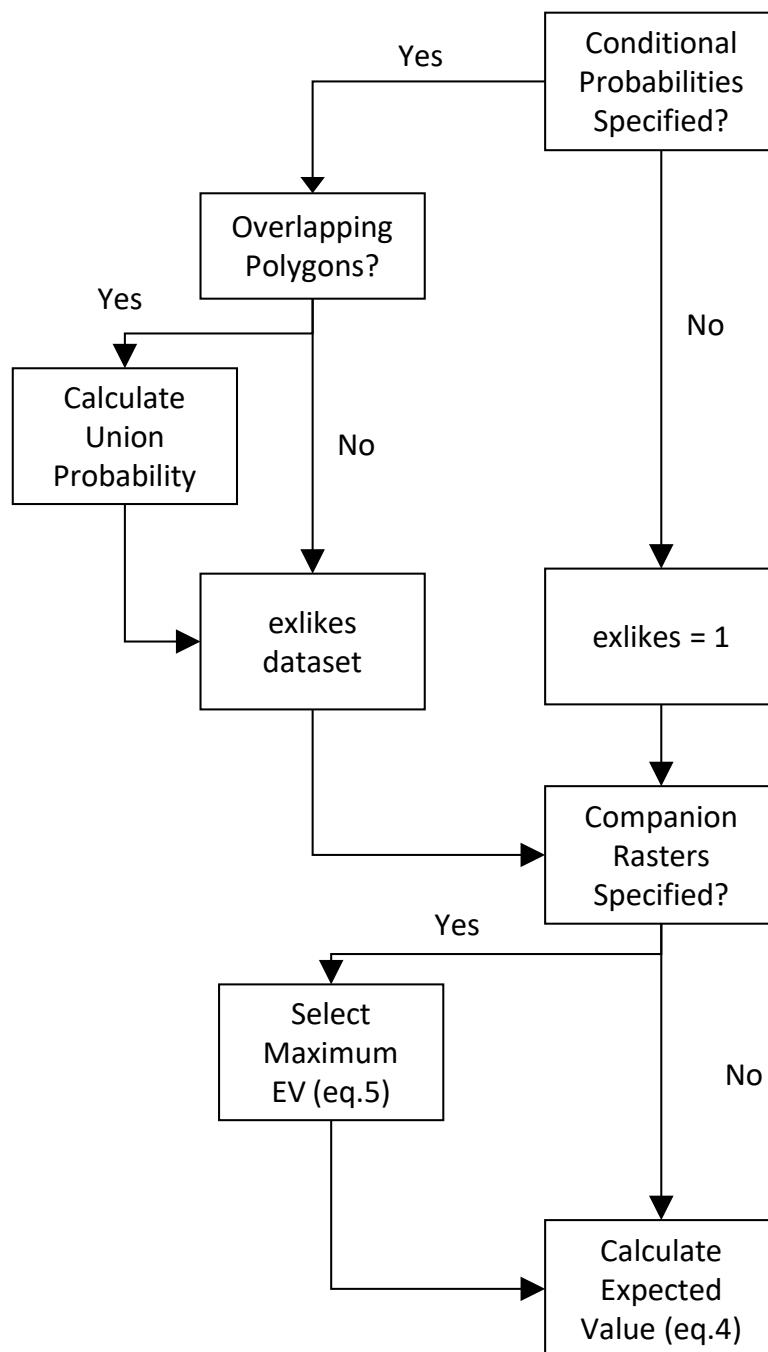 Yes
Conditional
Probabilities
Specified?
Overlapping
Polygons?
Yes
No
Calculate
Union
Probability
No
exlikes
dataset
exlikes = 1
Companion
Rasters
Specified?
Yes
Select
Maximum
EV (eq.5)
No
Calculate
Expected
Value (eq.4)